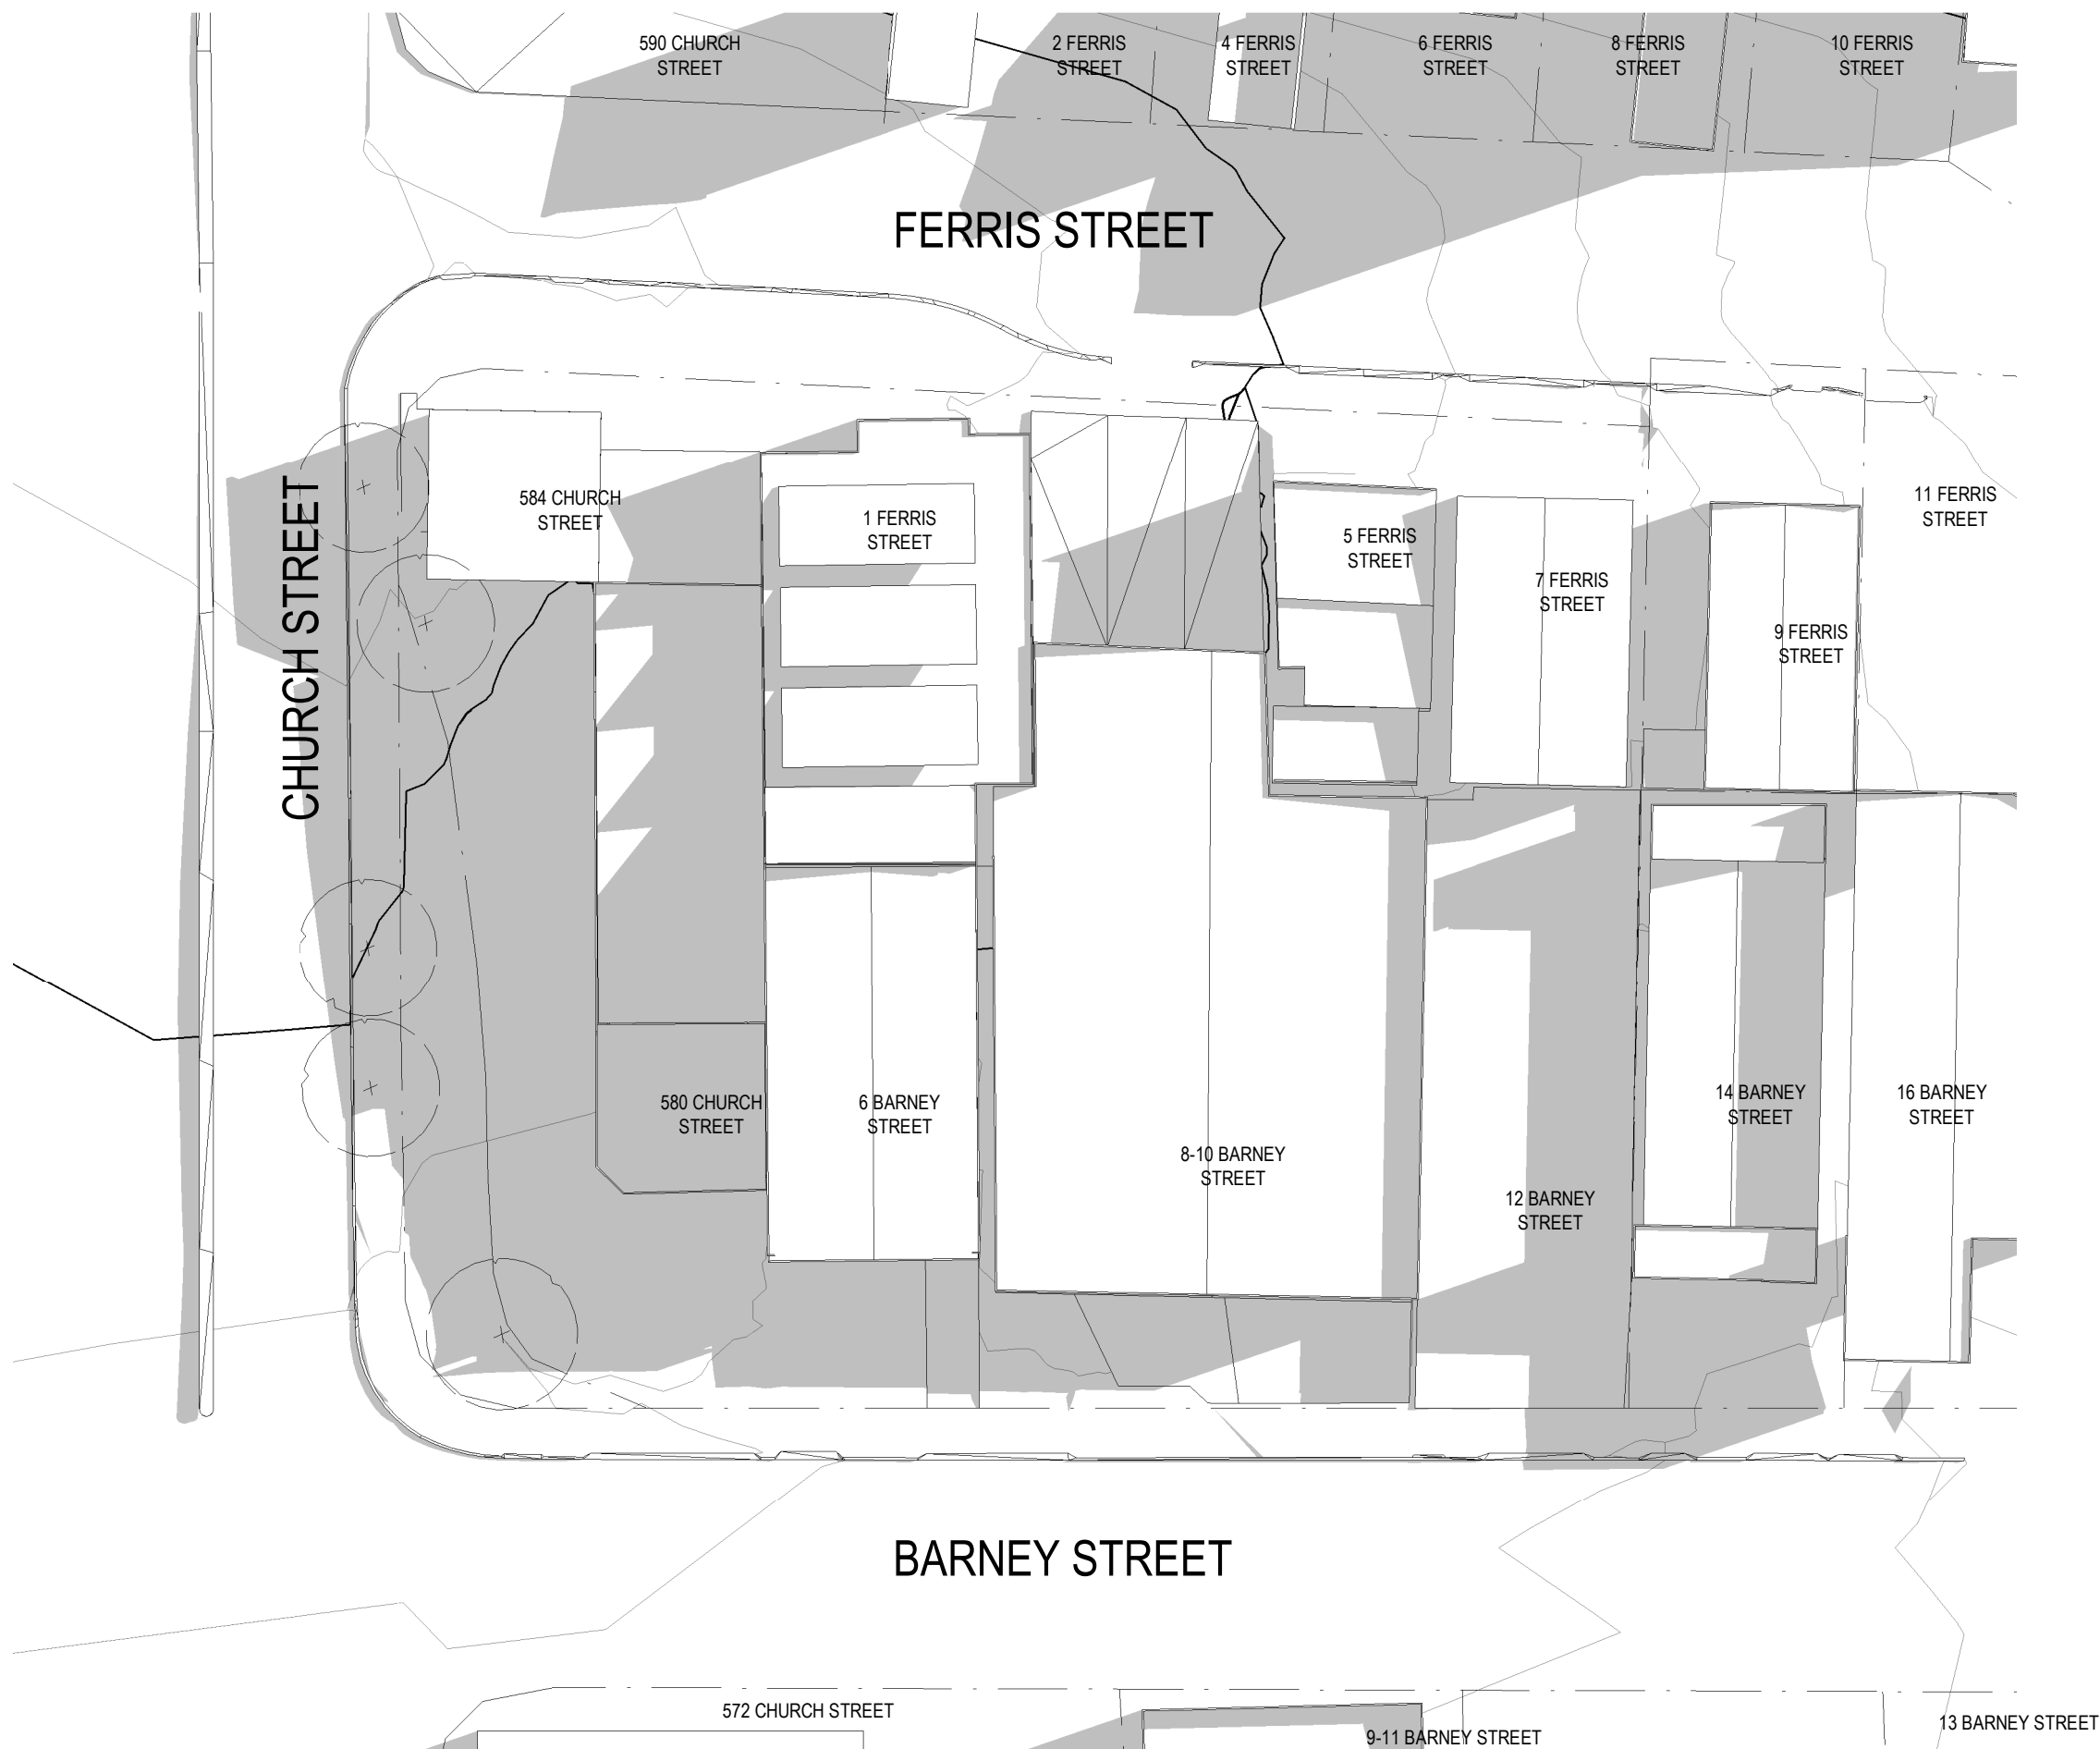 590 CHURCH
STREET
2 FERRIS
STREET
4 FERRIS
STREET
6 FERRIS
STREET
8 FERRIS
STREET
10 FERRIS
STREET
FERRIS STREET
CHURCH STREET
584 CHURCH
STREET
1 FERRIS
STREET
5 FERRIS
STREET
7 FERRIS
STREET
9 FERRIS
STREET
11 FERRIS
STREET
580 CHURCH
STREET
6 BARNEY
STREET
8-10 BARNEY
STREET
12 BARNEY
STREET
14 BARNEY
STREET
16 BARNEY
STREET
BARNEY STREET
572 CHURCH STREET
9-11 BARNEY STREET
13 BARNEY STREET